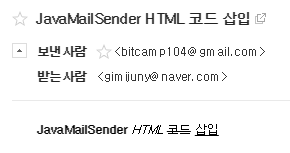 JavaMailSender HTML 코드 삽입
보낸 사람 <bitcamp104@gmail.com>
받는사람 <gimijuny@naver.com>
JavaMailSender HTML 코드 삽입